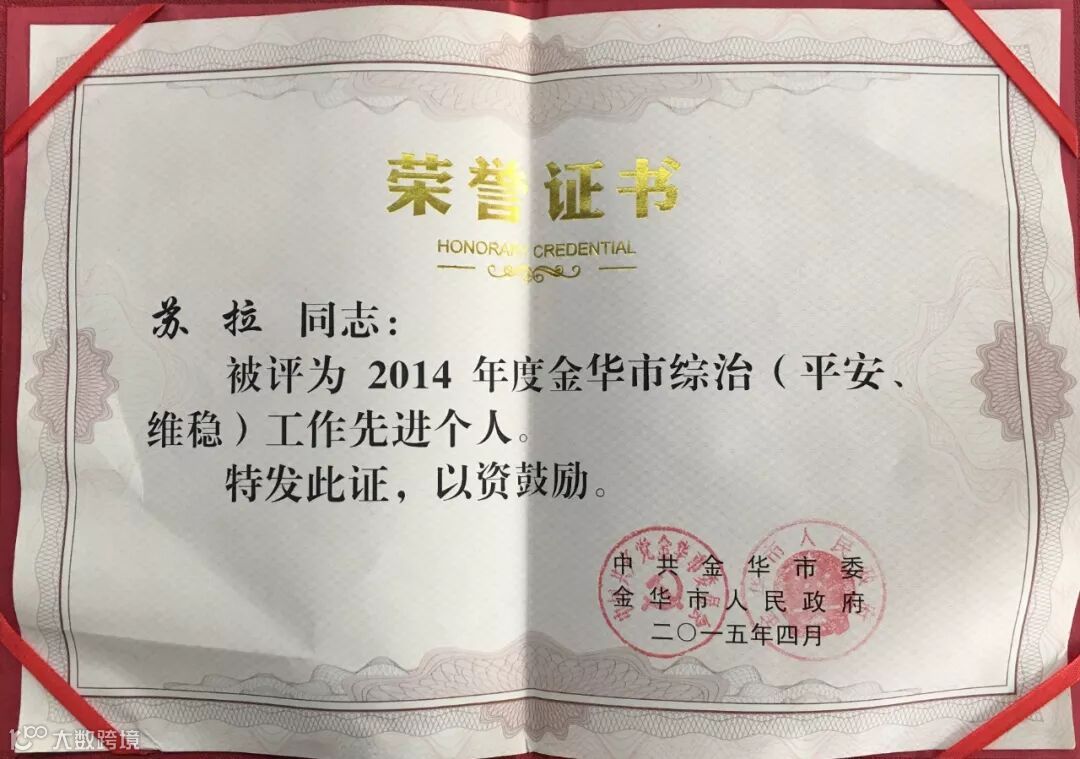 荣誉证书
HONORARY CREDENTIAL
苏 拉 同志：
被评为 2014 年度金华市综治（平安、
维稳）工作先进个人。
特发此证，以资鼓励。
中共金华市委
金华市人民政府
二〇一五年四月
大数跨境